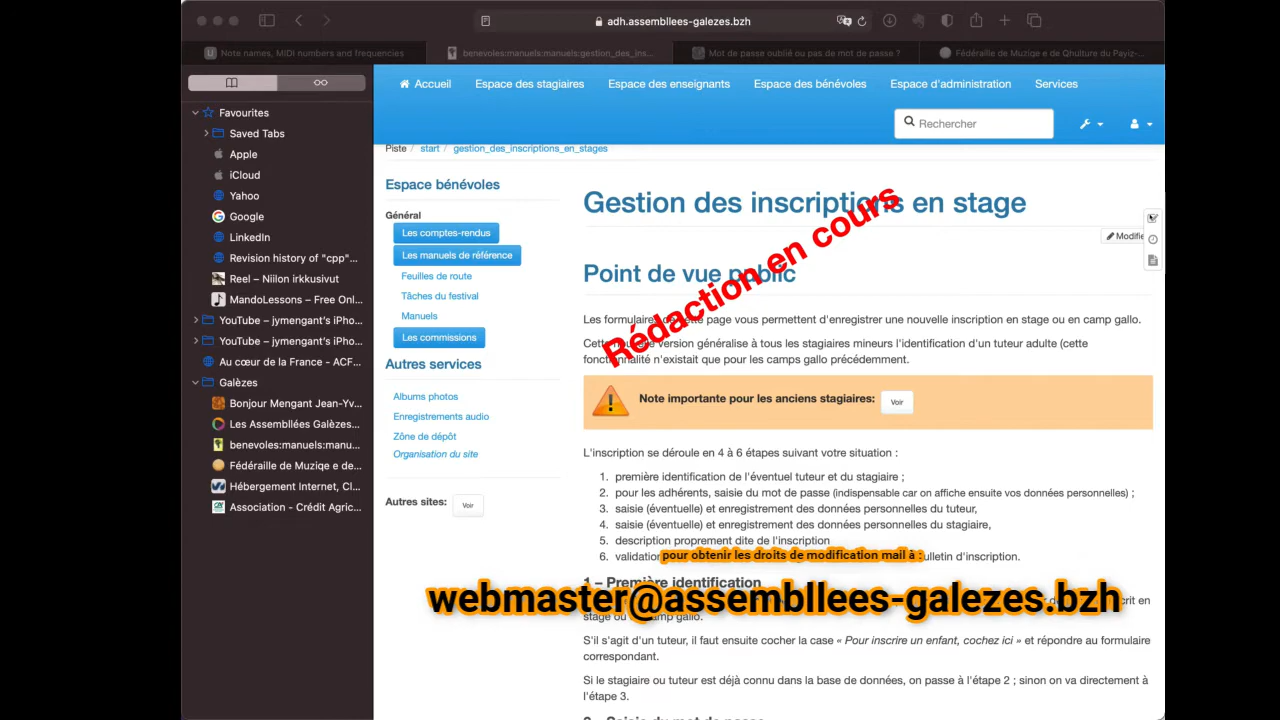 adh.assembllees-galezes.bzh
Note names, MIDI numbers and frequencies
benevoles:manuels:manuels:gestion_des_ins...
Mot de passe oublié ou pas de mot de passe ?
Fédéraille de Muziqe e de Qhulture du Payiz-...
Accueil
Espace des stagiaires
Espace des enseignants
Espace des bénévoles
Espace d'administration
Services
Rechercher
Favourites
Saved Tabs
Apple
iCloud
Yahoo
Google
LinkedIn
Revision history of "cpp"...
Reel – Niilon irkkusivut
MandoLessons – Free Onl...
YouTube – jymengant's iPho...
YouTube – jymengant's iPho...
Au cœur de la France - ACF...
Galèzes
Bonjour Mengant Jean-Yv...
Les Assembllées Galèzes...
benevoles:manuels:manu...
Fédéraille de Muziqe e de...
Hébergement Internet, Cl...
Association - Crédit Agric...
Piste / start / gestion_des_inscriptions_en_stages
Espace bénévoles
Général
Les comptes-rendus
Les manuels de référence
Feuilles de route
Tâches du festival
Manuels
Les commissions
Autres services
Albums photos
Enregistrements audio
Zône de dépôt
Organisation du site
Autres sites: Voir
Gestion des inscriptions en stage
Modifie
Point de vue public
Rédaction en cours
Les formulaires de cette page vous permettent d'enregistrer une nouvelle inscription en stage ou en camp gallo.
Cette nouvelle version généralise à tous les stagiaires mineurs l'identification d'un tuteur adulte (cette
fonctionnalité n'existait que pour les camps gallo précédemment.
Note importante pour les anciens stagiaires: Voir
L'inscription se déroule en 4 à 6 étapes suivant votre situation :
1. première identification de l'éventuel tuteur et du stagiaire ;
2. pour les adhérents, saisie du mot de passe (indispensable car on affiche ensuite vos données personnelles) ;
3. saisie (éventuelle) et enregistrement des données personnelles du tuteur,
4. saisie (éventuelle) et enregistrement des données personnelles du stagiaire,
5. description proprement dite de l'inscription
6. validation
pour obtenir les droits de modification mail à :
ulletin d'inscription.
1 – Première identification
webmaster@assembllees-galezes.bzh
crit en
stage ou
camp gallo.
S'il s'agit d'un tuteur, il faut ensuite cocher la case « Pour inscrire un enfant, cochez ici » et répondre au formulaire
correspondant.
Si le stagiaire ou tuteur est déjà connu dans la base de données, on passe à l'étape 2 ; sinon on va directement à
l'étape 3.
2 – Saisie du mot de passe